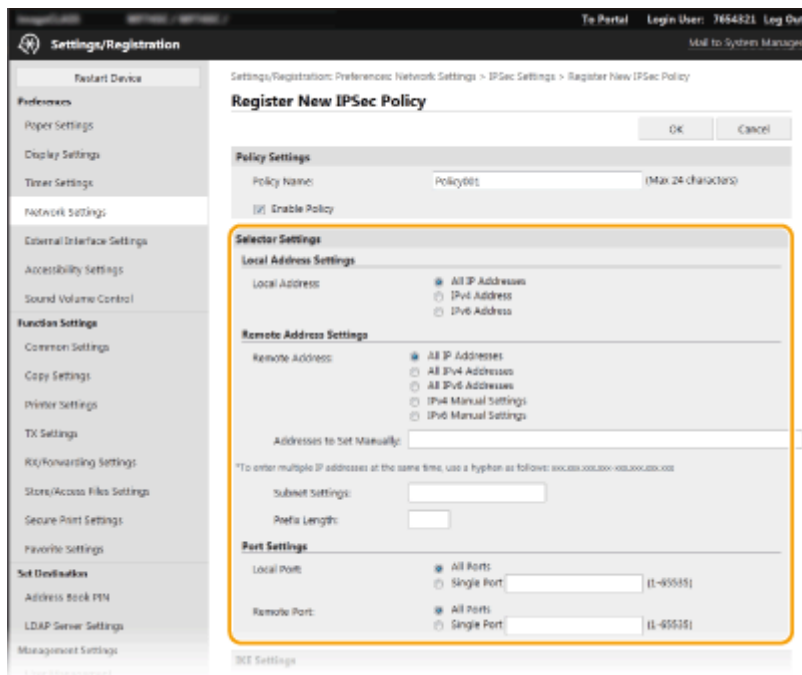 To Portal Login User: 7654321 Log Ou
Settings/Registration
Mail to System Manage
Restart Device
Preferences
Paper Settings
Display Settings
Timer Settings
Network Settings
External Interface Settings
Accessibility Settings
Sound Volume Control
Function Settings
Common Settings
Copy Settings
Printer Settings
TX Settings
RX/Forwarding Settings
Store/Access Files Settings
Secure Print Settings
Favorite Settings
Set Destination
Address Book PIN
LDAP Server Settings
Management Settings
Settings/Registration: Preferences: Network Settings > IPSec Settings > Register New IPSec Policy
Register New IPSec Policy
OK Cancel
Policy Settings
Policy Name: Policy001 (Max 24 characters)
Enable Policy
Selector Settings
Local Address Settings
Local Address: All IP Addresses
IPv4 Address
IPv6 Address
Remote Address Settings
Remote Address: All IP Addresses
All IPv4 Addresses
All IPv6 Addresses
IPv4 Manual Settings
IPv6 Manual Settings
Addresses to Set Manually:
*To enter multiple IP addresses at the same time, use a hyphen as follows: xxx.xxx.xxx.xxx-xxx.xxx.xxx.xxx
Subnet Settings:
Prefix Length:
Port Settings
Local Port: All Ports
Single Port (1-65535)
Remote Port: All Ports
Single Port (1-65535)
IKE Settings